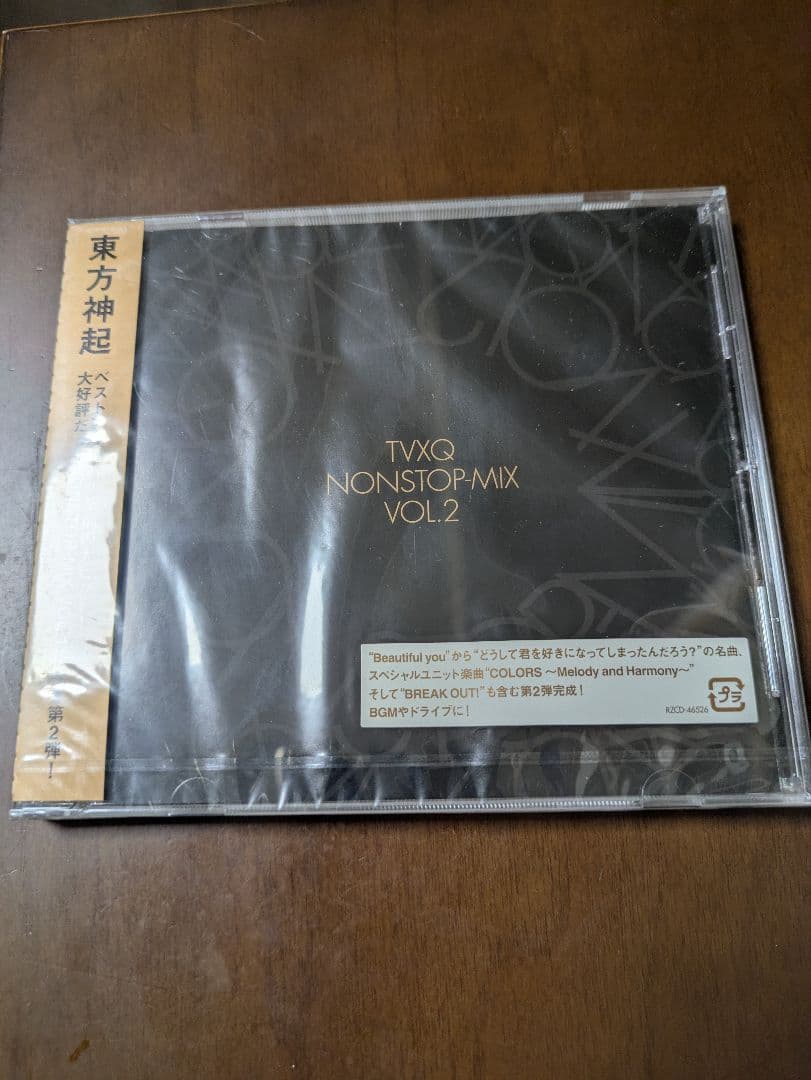 東方神起
ベスト
大好評だ
第2弾!
TVXQ
NONSTOP-MIX
VOL.2
"Beautiful you"から"どうして君を好きになってしまったんだろう?"の名曲、
スペシャルユニット楽曲"COLORS 〜Melody and Harmony〜"
そして"BREAK OUT!"も含む第2弾完成!
BGMやドライブに!
プラ
RZCD-46526